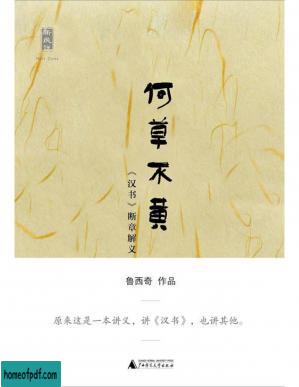 新民说
何草不黄
《汉书》断章解义
鲁西奇 作品
原来这是一本讲义，讲《汉书》，也讲其他。
广西师范大学出版社
homeofpdf.com